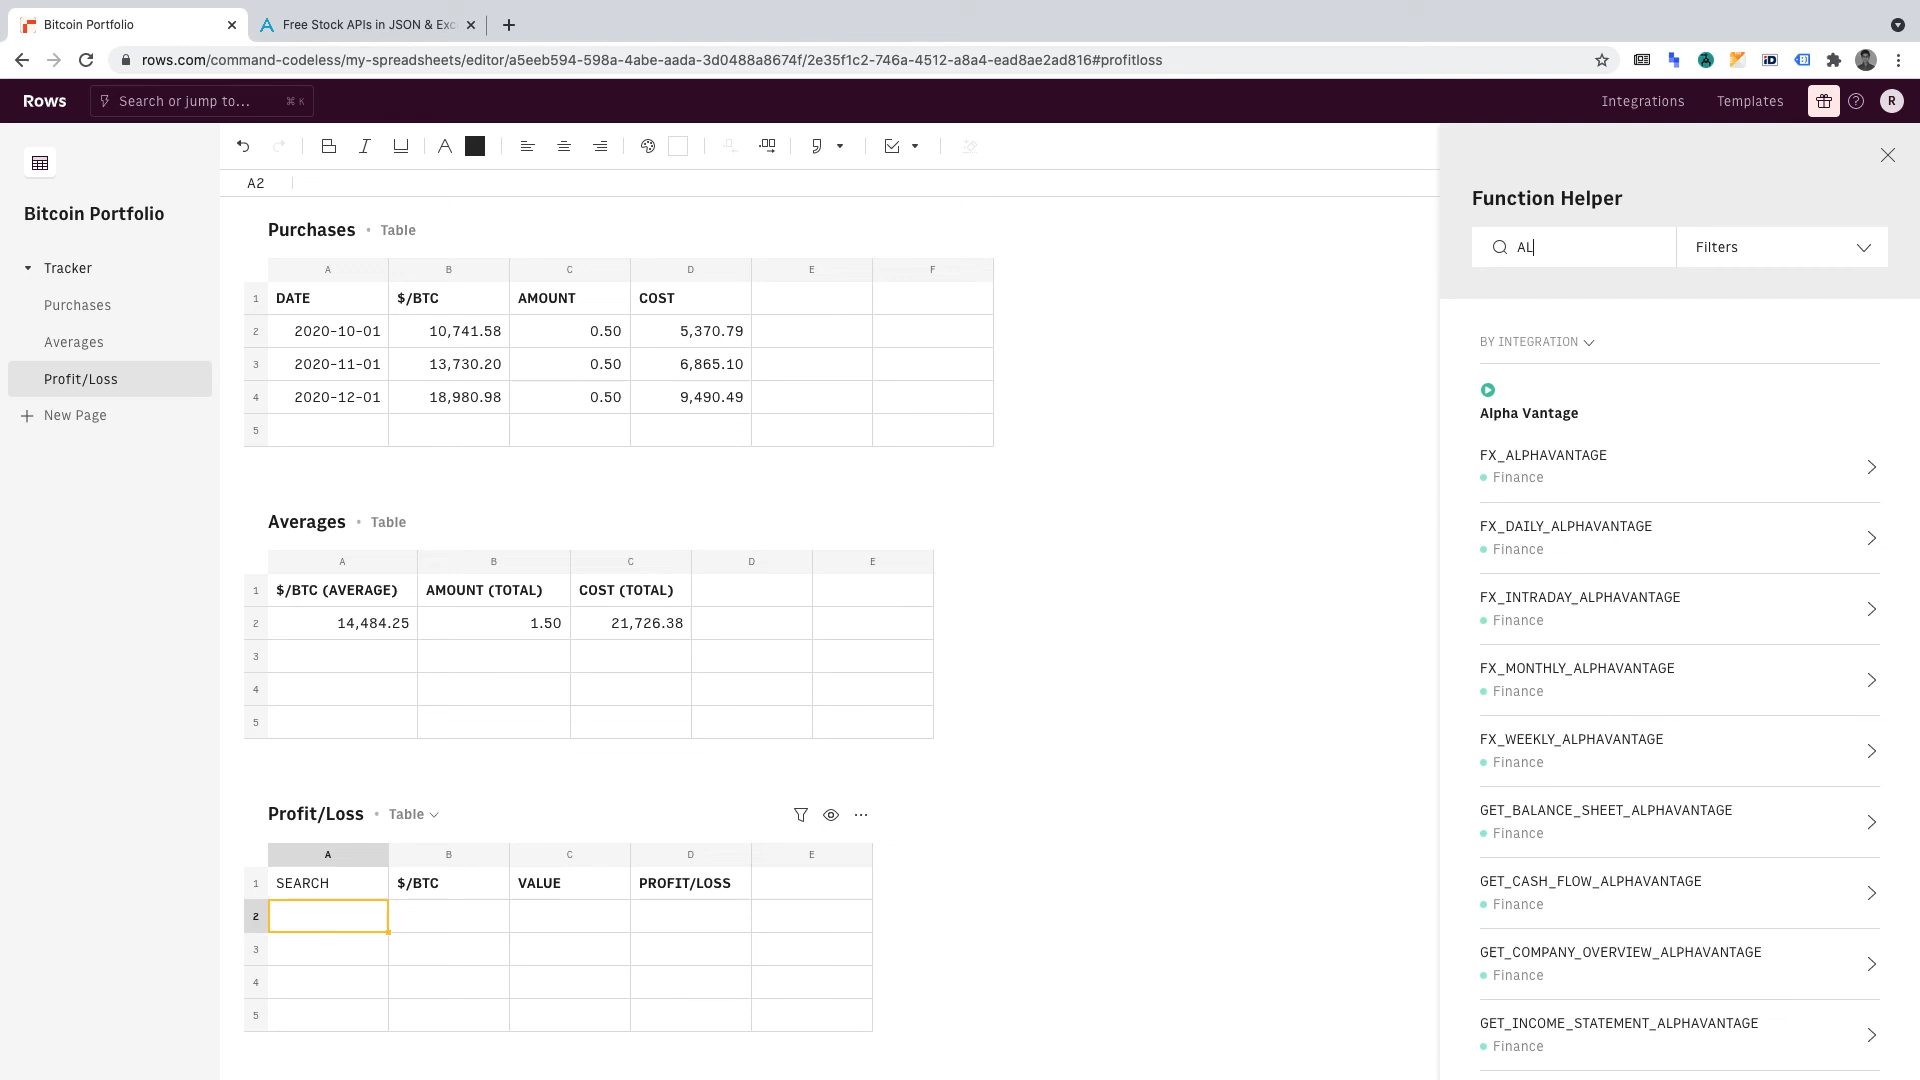 Bitcoin Portfolio
Free Stock APIs in JSON & Exc
rows.com/command-codeless/my-spreadsheets/editor/a5eeb594-598a-4abe-aada-3d0488a8674f/2e35f1c2-746a-4512-a8a4-ead8ae2ad816#profitloss
Rows
Search or jump to...
⌘ K
Integrations
Templates
R
Bitcoin Portfolio
Tracker
Purchases
Averages
Profit/Loss
New Page
A2
Purchases • Table
A B C D E F
1 DATE $/BTC AMOUNT COST
2 2020-10-01 10,741.58 0.50 5,370.79
3 2020-11-01 13,730.20 0.50 6,865.10
4 2020-12-01 18,980.98 0.50 9,490.49
5
Averages • Table
A B C D E
1 $/BTC (AVERAGE) AMOUNT (TOTAL) COST (TOTAL)
2 14,484.25 1.50 21,726.38
3
4
5
Profit/Loss • Table
A B C D E
1 SEARCH $/BTC VALUE PROFIT/LOSS
2
3
4
5
Function Helper
AL
Filters
BY INTEGRATION
Alpha Vantage
FX_ALPHAVANTAGE
Finance
FX_DAILY_ALPHAVANTAGE
Finance
FX_INTRADAY_ALPHAVANTAGE
Finance
FX_MONTHLY_ALPHAVANTAGE
Finance
FX_WEEKLY_ALPHAVANTAGE
Finance
GET_BALANCE_SHEET_ALPHAVANTAGE
Finance
GET_CASH_FLOW_ALPHAVANTAGE
Finance
GET_COMPANY_OVERVIEW_ALPHAVANTAGE
Finance
GET_INCOME_STATEMENT_ALPHAVANTAGE
Finance